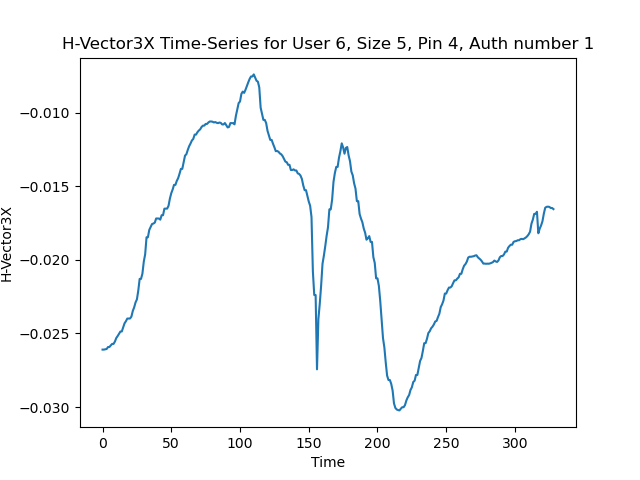 H-Vector3X Time-Series for User 6, Size 5, Pin 4, Auth number 1
H-Vector3X
−0.010
−0.015
−0.020
−0.025
−0.030
0 50 100 150 200 250 300
Time